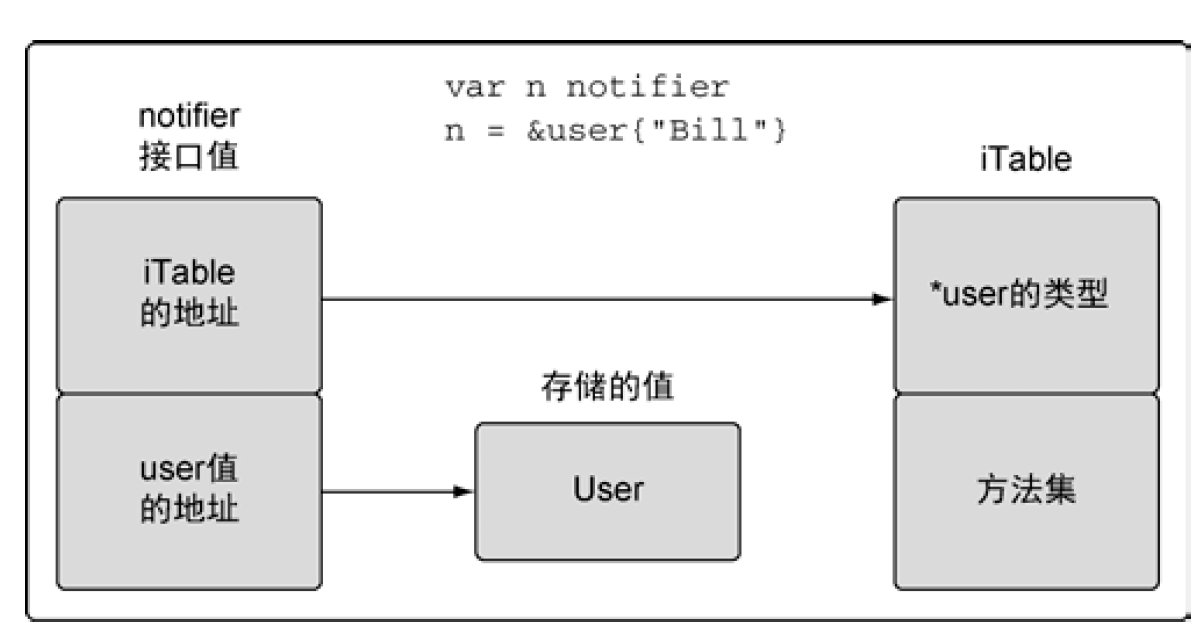 var n notifier
n = &user{"Bill"}
notifier
接口值
iTable
iTable
的地址
*user的类型
存储的值
user值
的地址
User
方法集